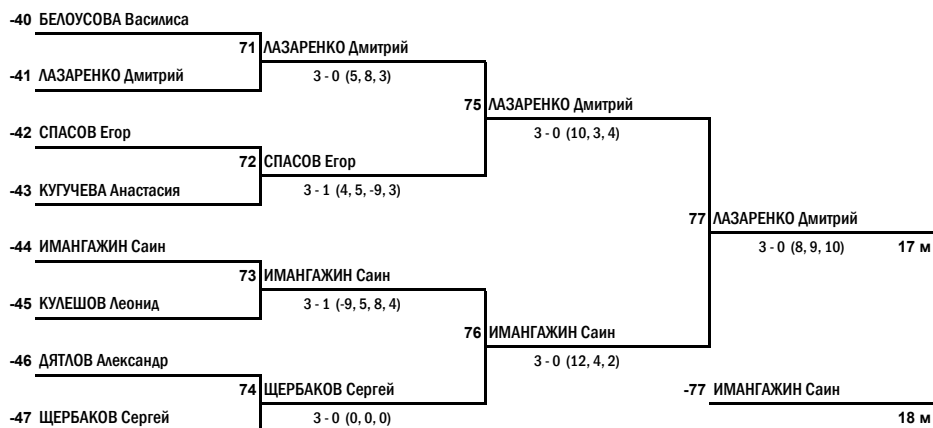 -40 БЕЛОУСОВА Василиса
71 ЛАЗАРЕНКО Дмитрий
-41 ЛАЗАРЕНКО Дмитрий
3 - 0 (5, 8, 3)
75 ЛАЗАРЕНКО Дмитрий
-42 СПАСОВ Егор
3 - 0 (10, 3, 4)
72 СПАСОВ Егор
-43 КУГУЧЕВА Анастасия
3 - 1 (4, 5, -9, 3)
77 ЛАЗАРЕНКО Дмитрий
-44 ИМАНГАЖИН Саин
3 - 0 (8, 9, 10) 17 м
73 ИМАНГАЖИН Саин
-45 КУЛЕШОВ Леонид
3 - 1 (-9, 5, 8, 4)
76 ИМАНГАЖИН Саин
-46 ДЯТЛОВ Александр
3 - 0 (12, 4, 2)
74 ЩЕРБАКОВ Сергей
-77 ИМАНГАЖИН Саин
-47 ЩЕРБАКОВ Сергей
3 - 0 (0, 0, 0)
18 м